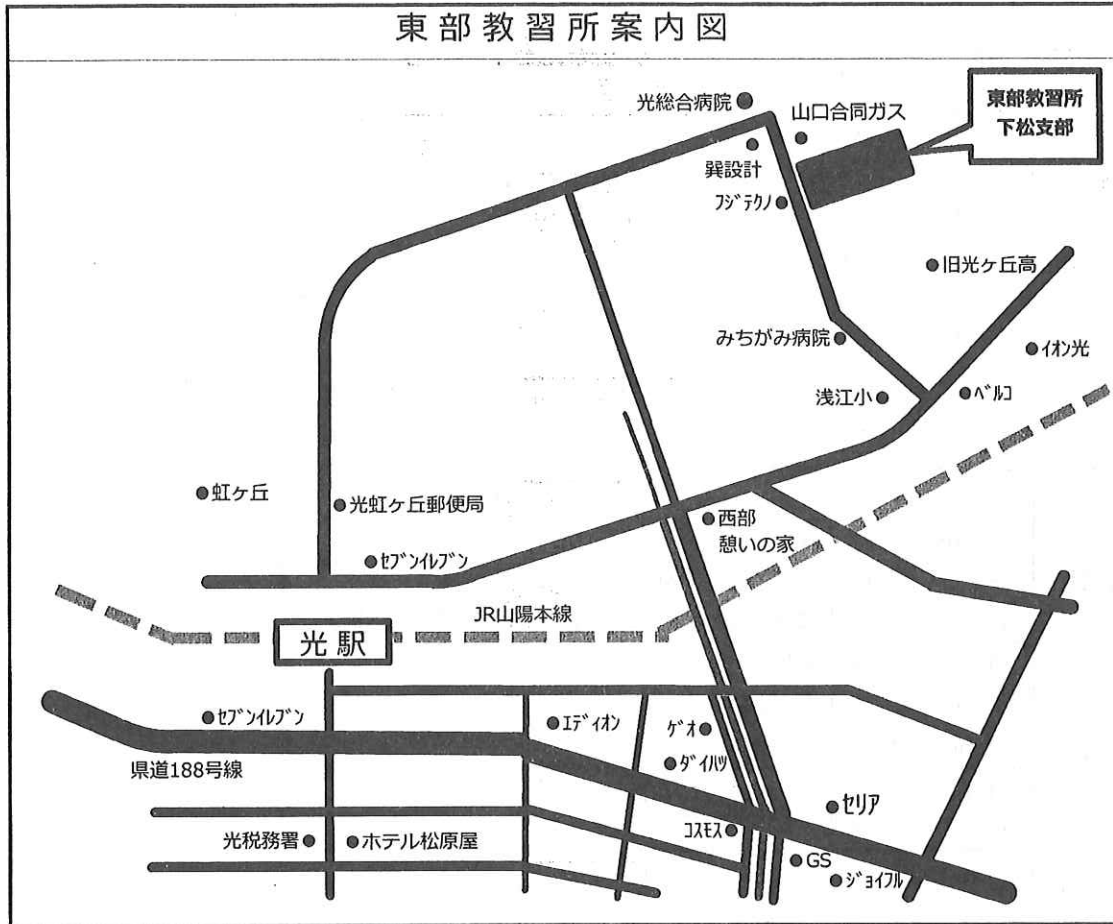 東部教習所案内図
光総合病院
山口合同ガス
東部教習所
下松支部
巽設計
ﾌｼﾞﾃｸﾉ
旧光ヶ丘高
みちがみ病院
ｲｵﾝ光
浅江小
ﾍﾞﾙｺ
虹ヶ丘
光虹ヶ丘郵便局
西部
憩いの家
ｾﾌﾞﾝｲﾚﾌﾞﾝ
JR山陽本線
光駅
ｾﾌﾞﾝｲﾚﾌﾞﾝ
エディオン
ｹﾞｵ
ﾀﾞｲﾊﾂ
県道188号線
セリア
ｺｽﾓｽ
光税務署
ホテル松原屋
GS
ｼﾞｮｲﾌﾙ